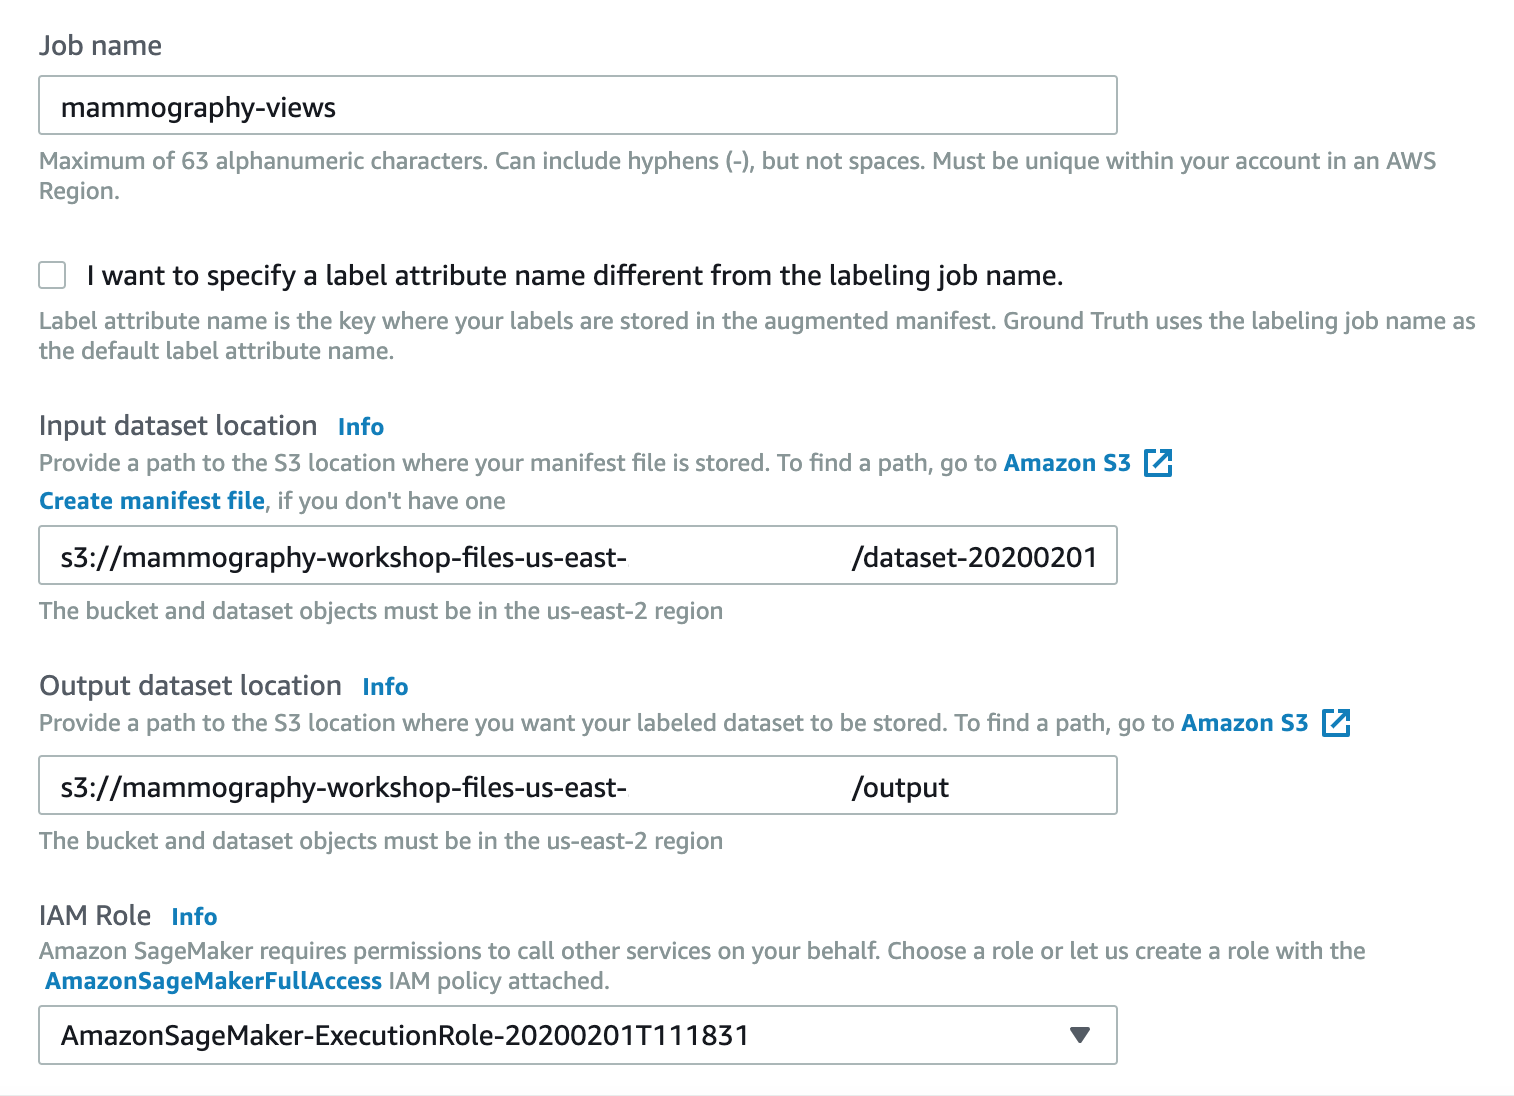 Job name
mammography-views
Maximum of 63 alphanumeric characters. Can include hyphens (-), but not spaces. Must be unique within your account in an AWS
Region.
I want to specify a label attribute name different from the labeling job name.
Label attribute name is the key where your labels are stored in the augmented manifest. Ground Truth uses the labeling job name as
the default label attribute name.
Input dataset location Info
Provide a path to the S3 location where your manifest file is stored. To find a path, go to Amazon S3
Create manifest file, if you don't have one
s3://mammography-workshop-files-us-east- /dataset-20200201
The bucket and dataset objects must be in the us-east-2 region
Output dataset location Info
Provide a path to the S3 location where you want your labeled dataset to be stored. To find a path, go to Amazon S3
s3://mammography-workshop-files-us-east- /output
The bucket and dataset objects must be in the us-east-2 region
IAM Role Info
Amazon SageMaker requires permissions to call other services on your behalf. Choose a role or let us create a role with the
AmazonSageMakerFullAccess IAM policy attached.
AmazonSageMaker-ExecutionRole-20200201T111831